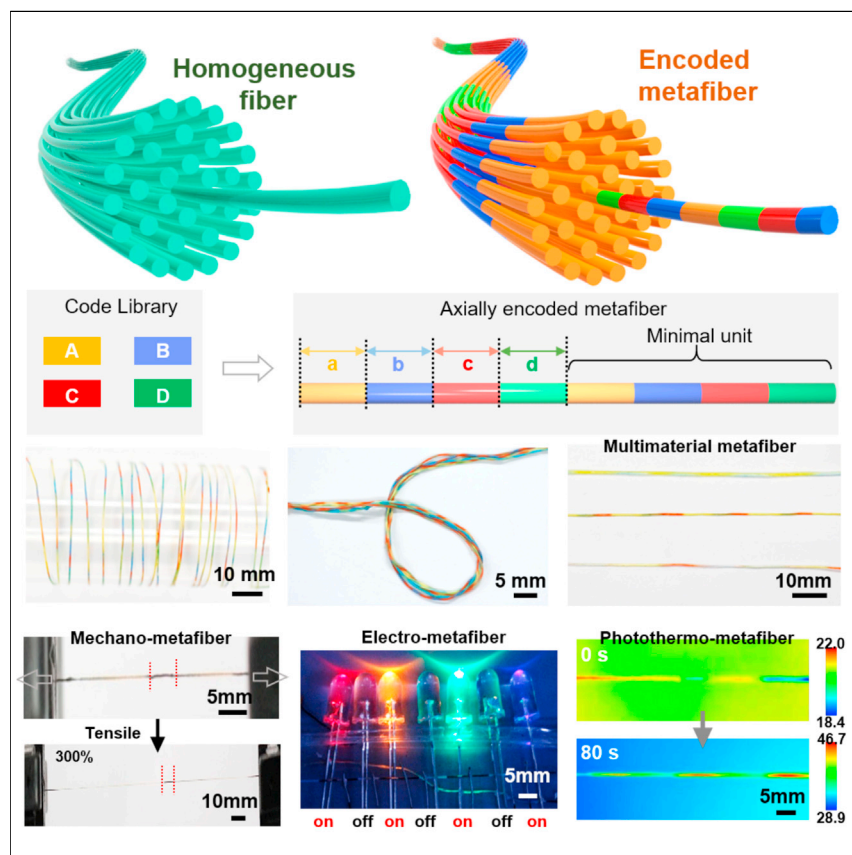 Homogeneous
fiber
Encoded
metafiber
Code Library
A
B
C
D
Axially encoded metafiber
a
b
c
d
Minimal unit
10 mm
5 mm
Multimaterial metafiber
10mm
Mechano-metafiber
5mm
Tensile
300%
10mm
Electro-metafiber
5mm
on off on off on off on
Photothermo-metafiber
0 s
22.0
18.4
80 s
46.7
28.9
5mm